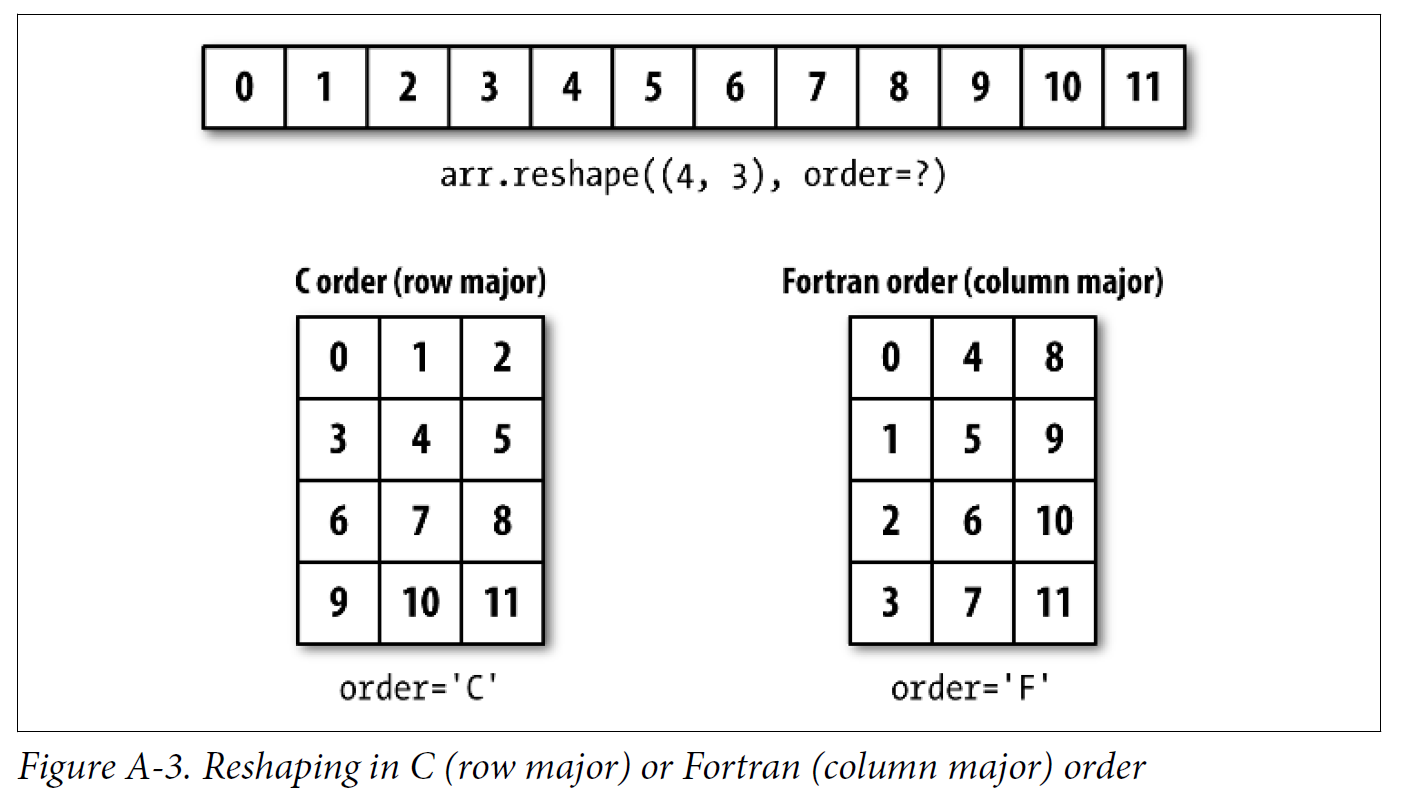 0 1 2 3 4 5 6 7 8 9 10 11
arr.reshape((4, 3), order=?)
C order (row major)
0 1 2
3 4 5
6 7 8
9 10 11
order='C'
Fortran order (column major)
0 4 8
1 5 9
2 6 10
3 7 11
order='F'
Figure A-3. Reshaping in C (row major) or Fortran (column major) order